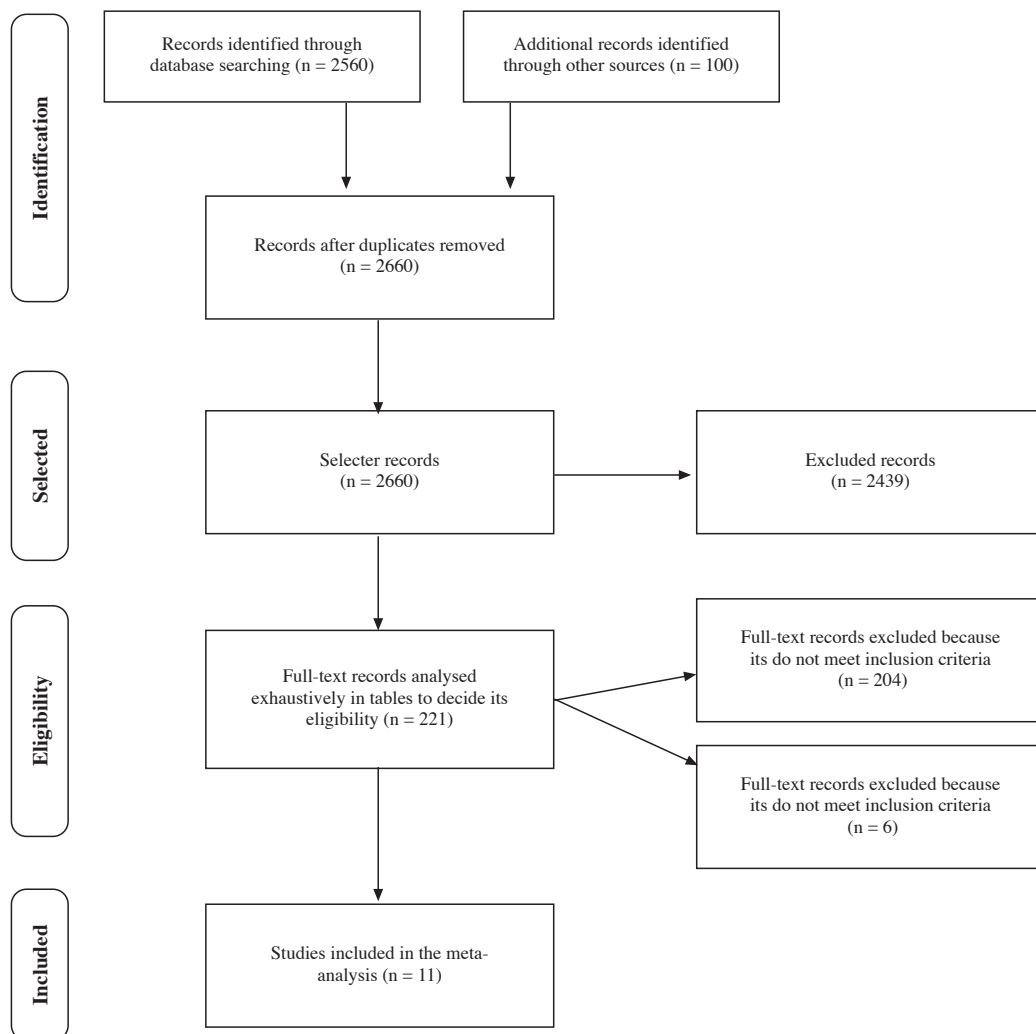 Identification
Records identified through
database searching (n = 2560)
Additional records identified
through other sources (n = 100)
Records after duplicates removed
(n = 2660)
Selected
Selecter records
(n = 2660)
Excluded records
(n = 2439)
Eligibility
Full-text records analysed
exhaustively in tables to decide its
eligibility (n = 221)
Full-text records excluded because
its do not meet inclusion criteria
(n = 204)
Full-text records excluded because
its do not meet inclusion criteria
(n = 6)
Included
Studies included in the meta-
analysis (n = 11)